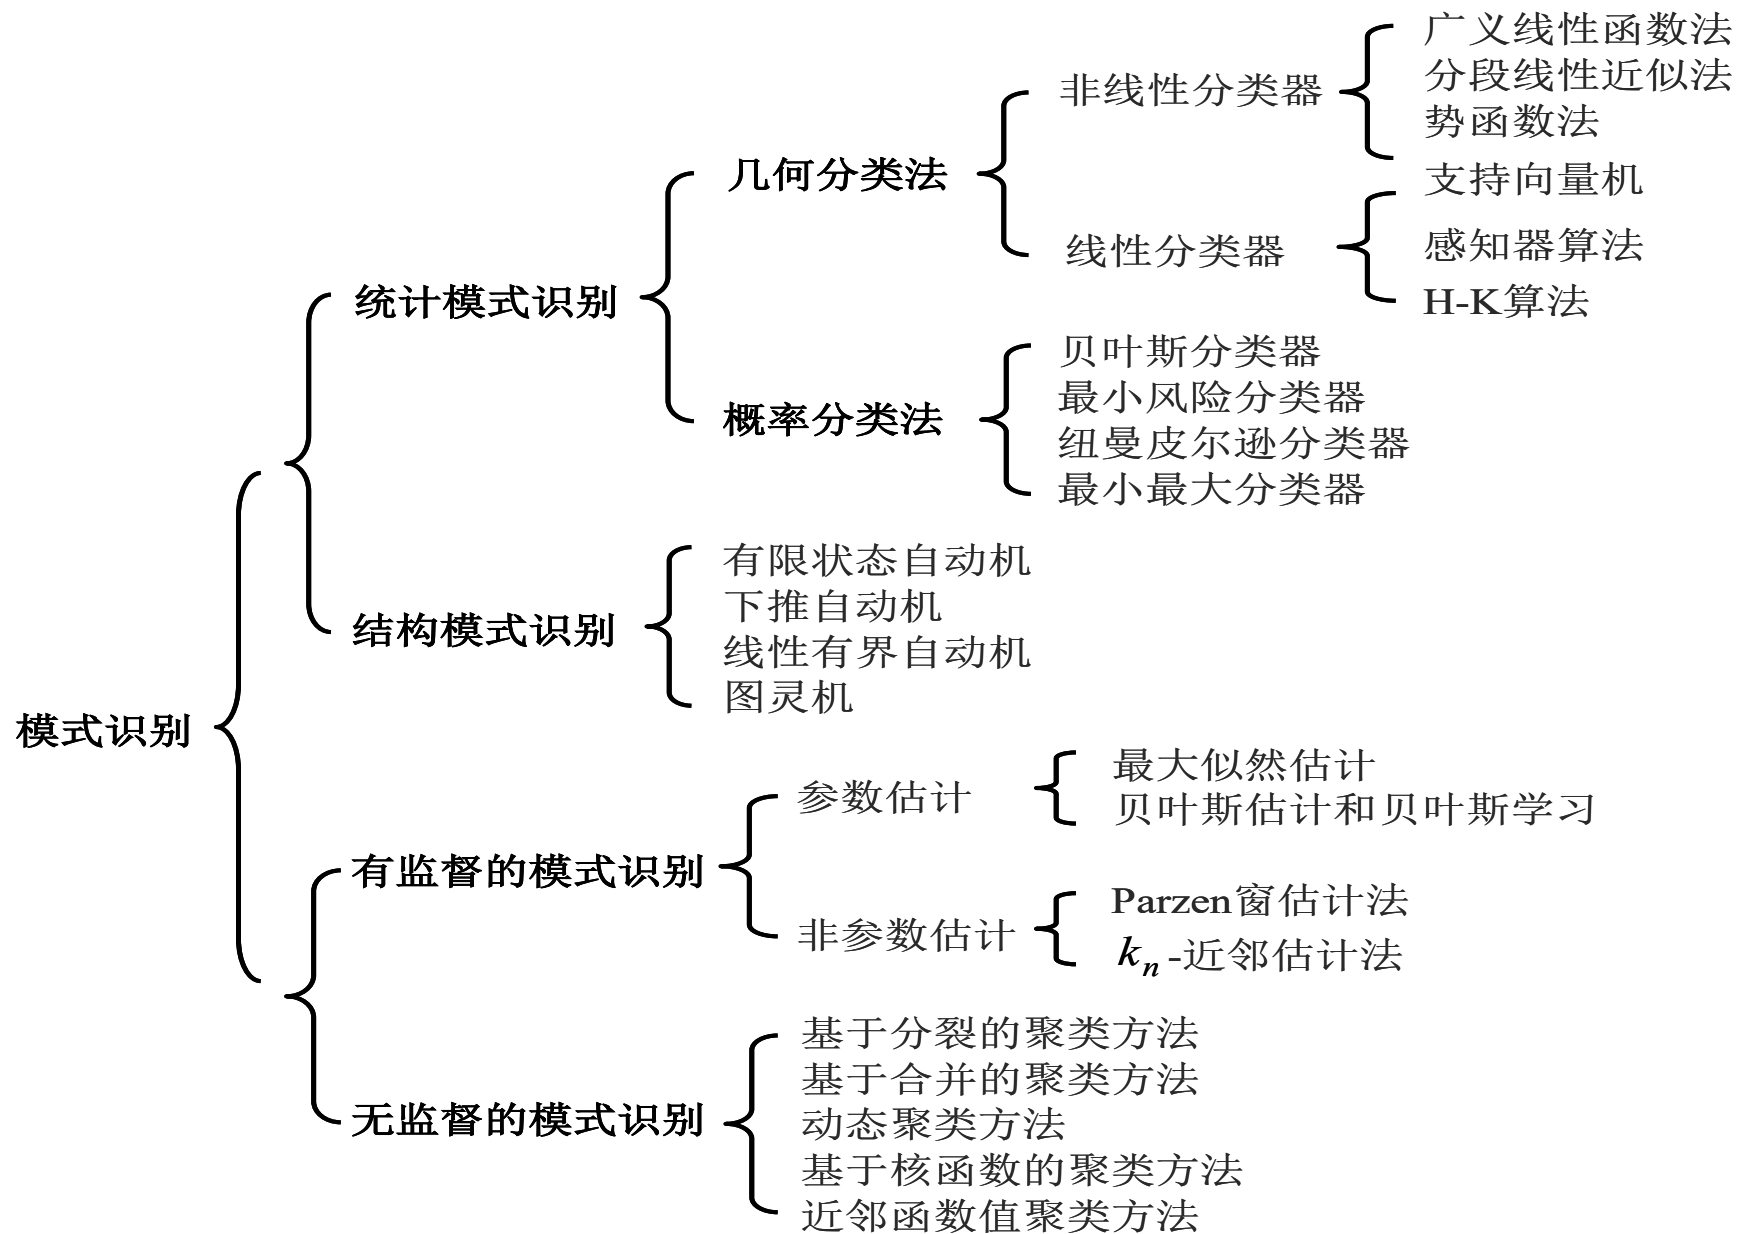 广义线性函数法
分段线性近似法
势函数法
非线性分类器
支持向量机
几何分类法
感知器算法
线性分类器
H-K算法
统计模式识别
贝叶斯分类器
最小风险分类器
概率分类法
纽曼皮尔逊分类器
最小最大分类器
有限状态自动机
下推自动机
结构模式识别
线性有界自动机
图灵机
模式识别
最大似然估计
参数估计
贝叶斯估计和贝叶斯学习
有监督的模式识别
Parzen窗估计法
非参数估计
kₙ-近邻估计法
基于分裂的聚类方法
基于合并的聚类方法
无监督的模式识别
动态聚类方法
基于核函数的聚类方法
近邻函数值聚类方法